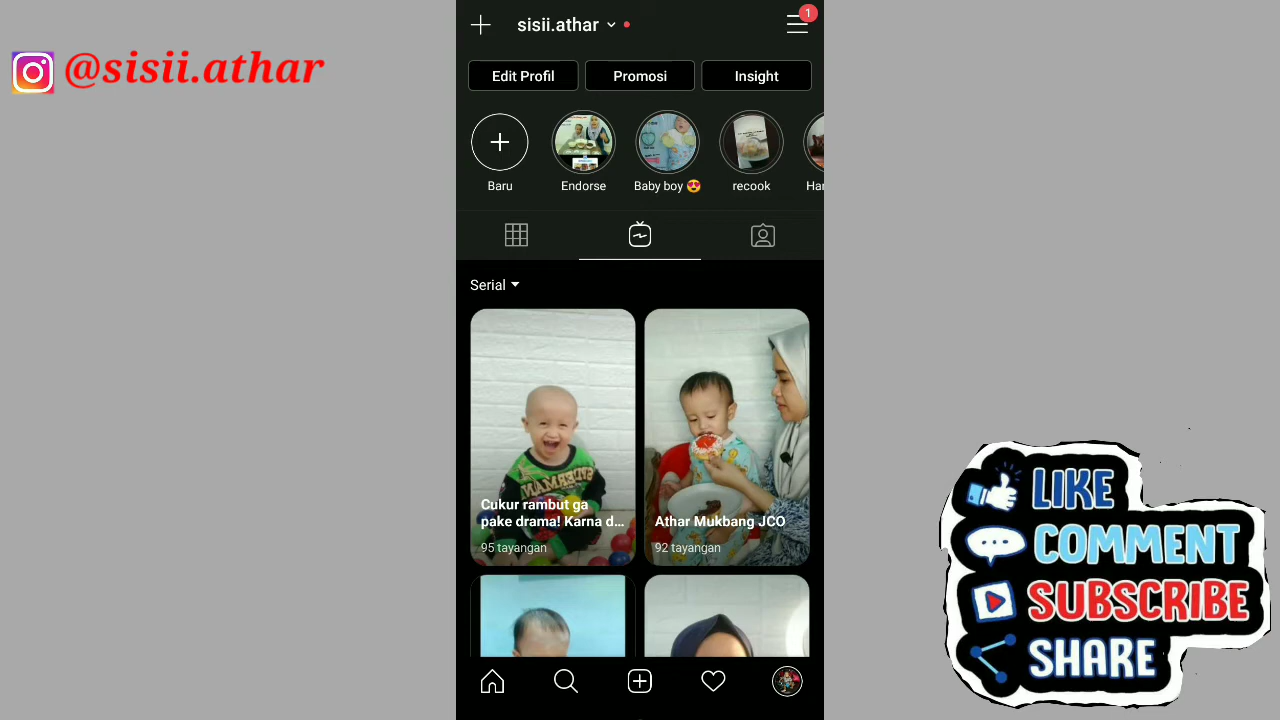 @sisii.athar
sisii.athar
1
Edit Profil
Promosi
Insight
Baru
Endorse
Baby boy 😍
recook
Har
Serial
Cukur rambut ga
pake drama! Karna d...
95 tayangan
Athar Mukbang JCO
92 tayangan
LIKE
COMMENT
SUBSCRIBE
SHARE